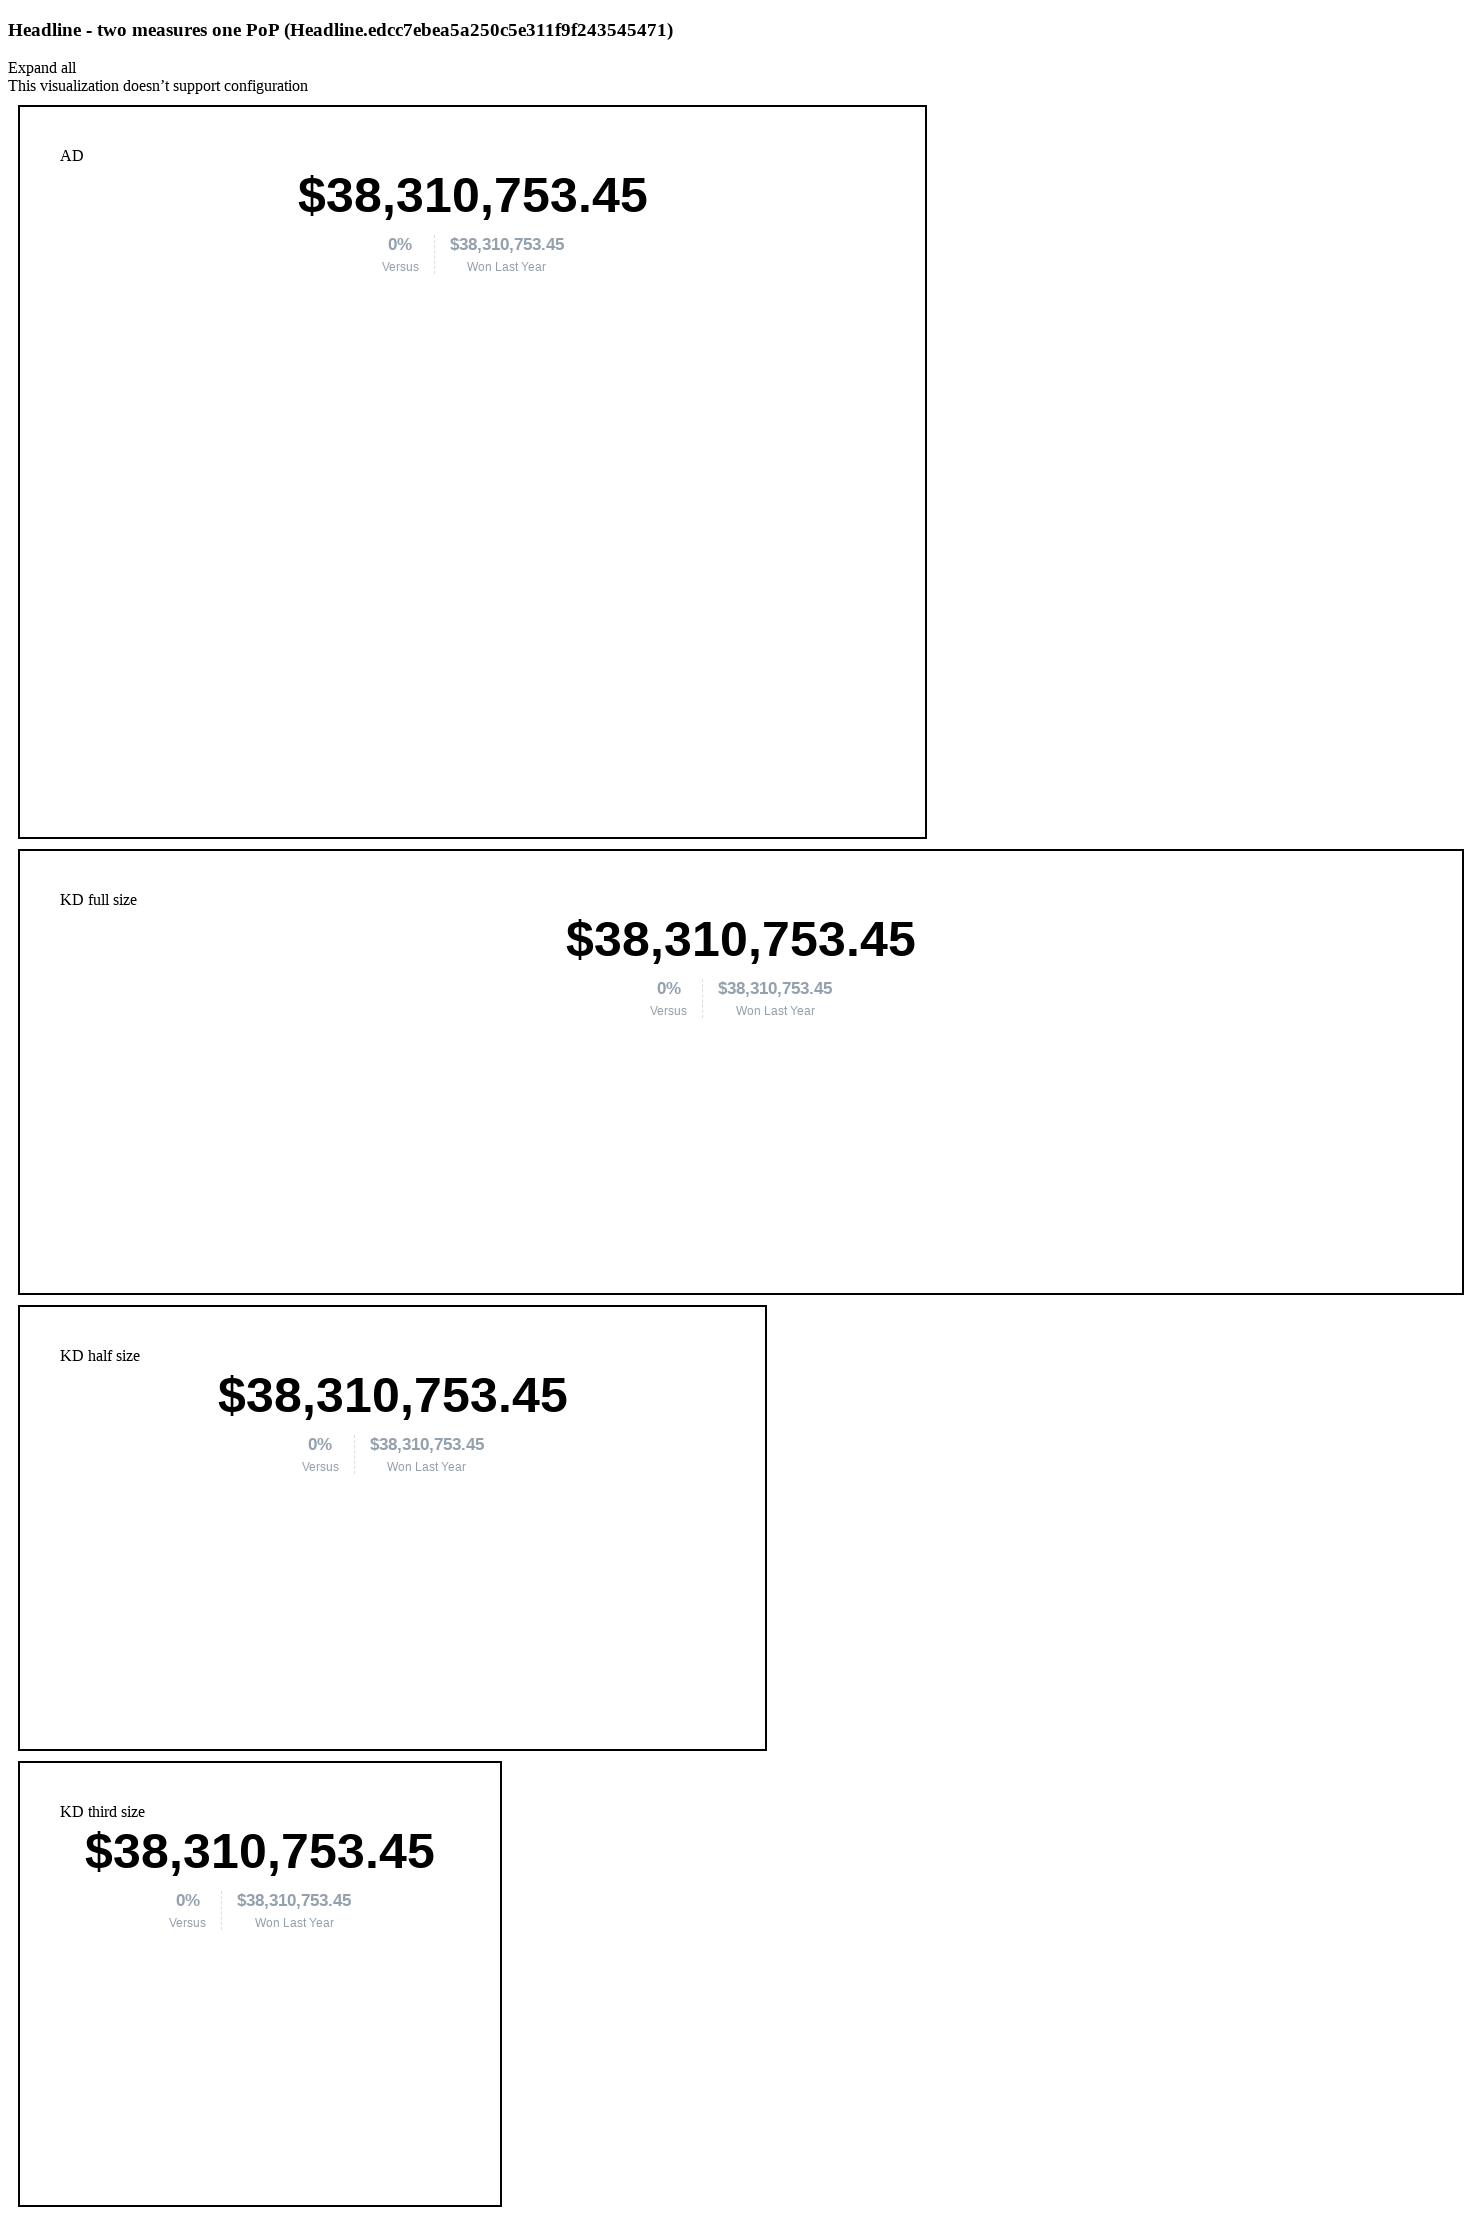 Headline - two measures one PoP (Headline.edcc7ebea5a250c5e311f9f243545471)
Expand all
This visualization doesn’t support configuration
AD
$38,310,753.45
0% $38,310,753.45
Versus Won Last Year
KD full size
$38,310,753.45
0% $38,310,753.45
Versus Won Last Year
KD half size
$38,310,753.45
0% $38,310,753.45
Versus Won Last Year
KD third size
$38,310,753.45
0% $38,310,753.45
Versus Won Last Year